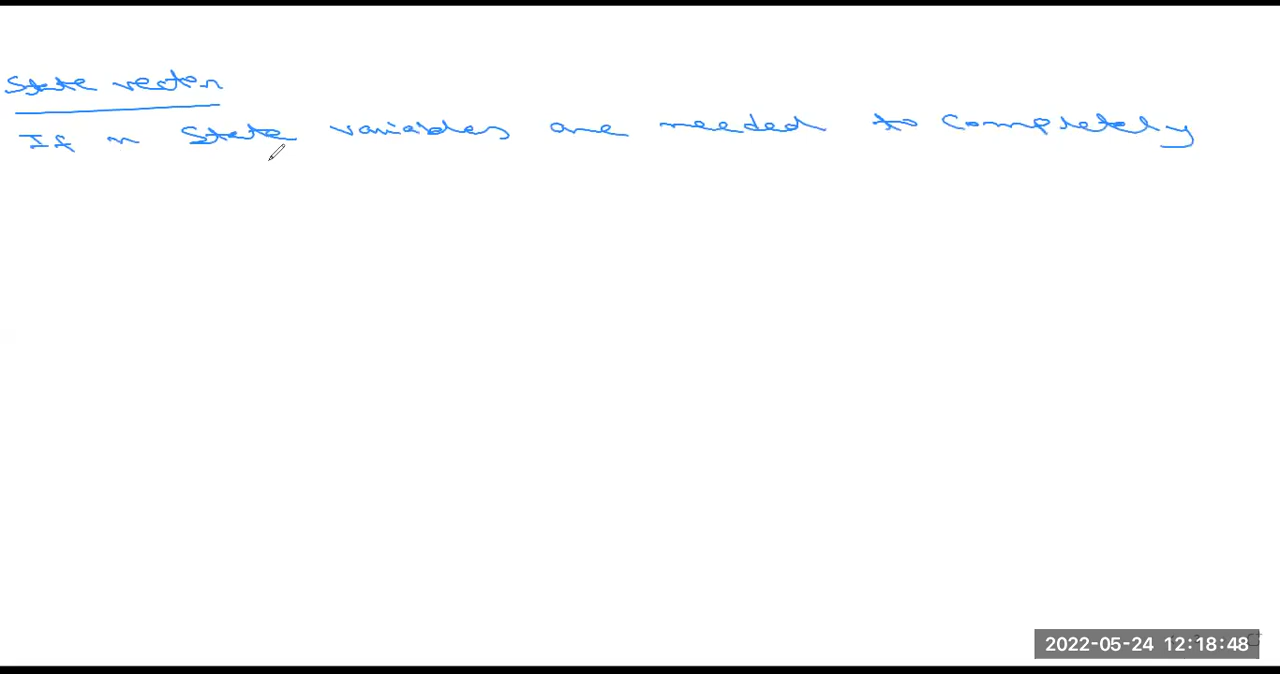 State vector
If n State variables are needed to completely
2022-05-24 12:18:48